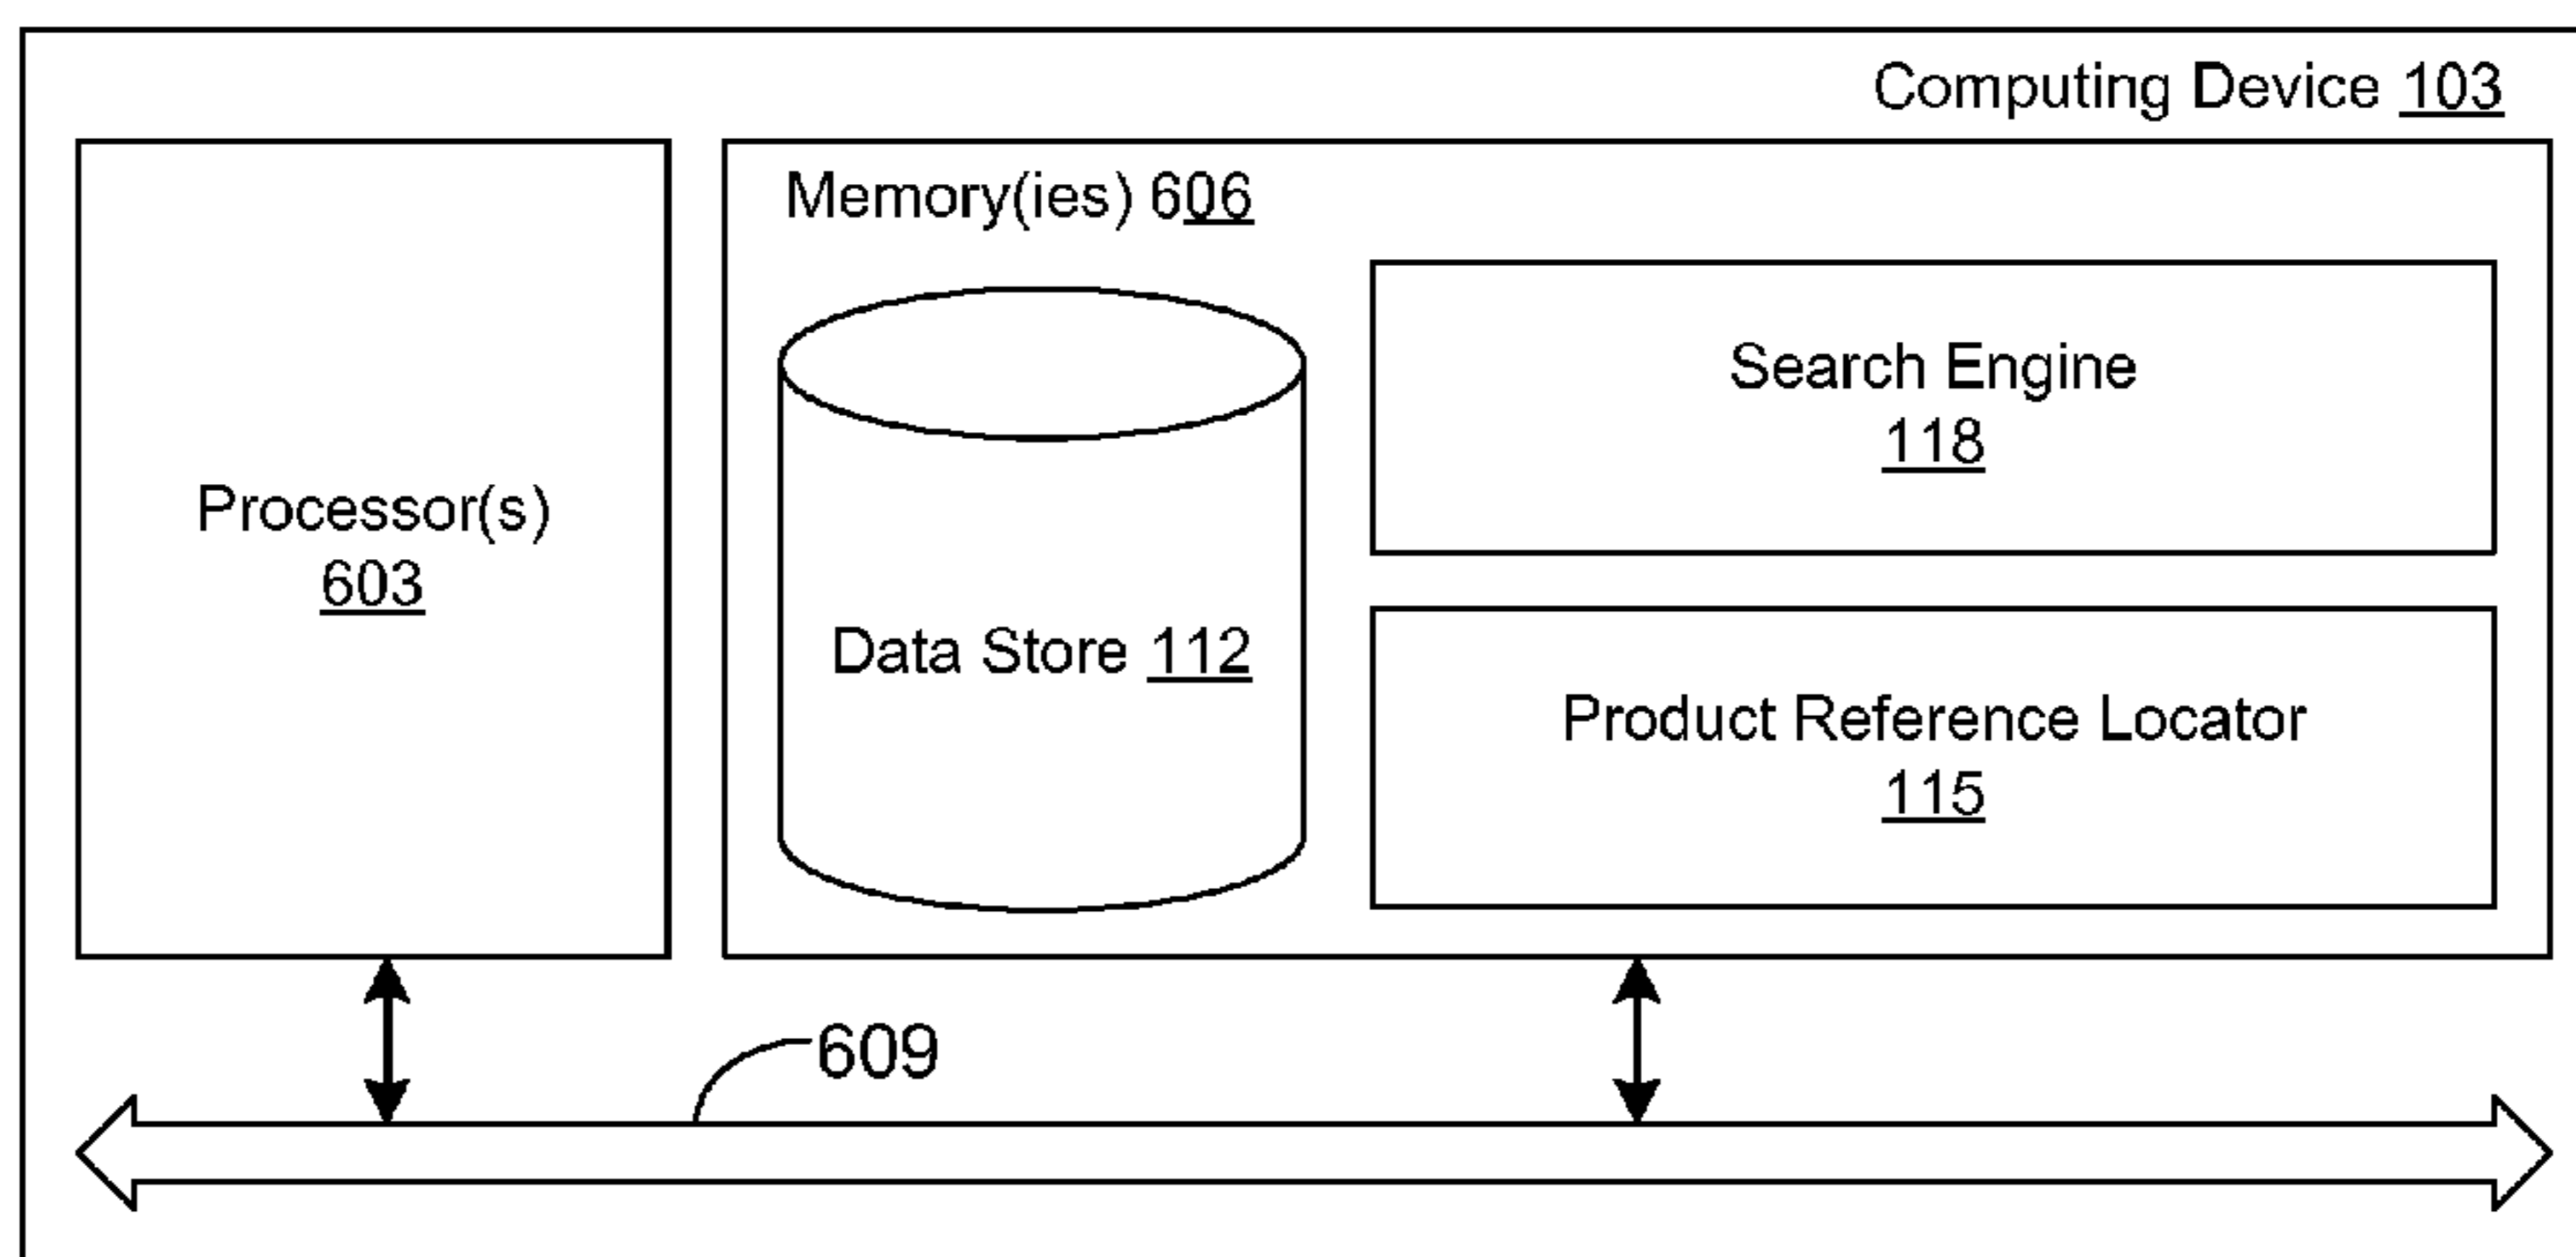 Computing Device 103
Memory(ies) 606
Search Engine
118
Processor(s)
603
Data Store 112
Product Reference Locator
115
609